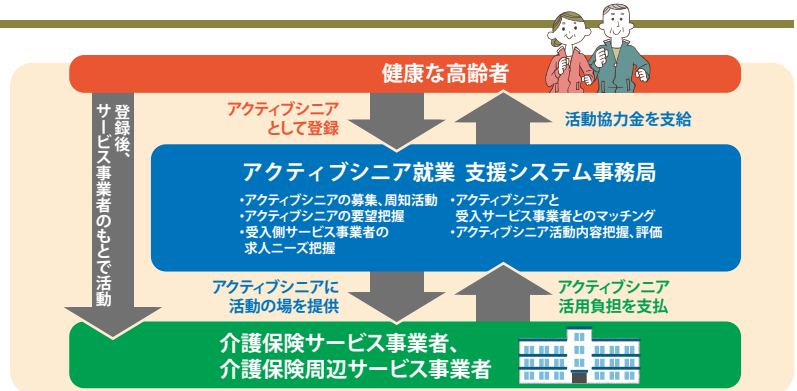 健康な高齢者
アクティブシニア
として登録
活動協力金を支給
登録後、
サービス事業者のもとで活動
アクティブシニア就業 支援システム事務局
・アクティブシニアの募集、周知活動
・アクティブシニアの要望把握
・受入側サービス事業者の
求人ニーズ把握
・アクティブシニアと
受入サービス事業者とのマッチング
・アクティブシニア活動内容把握、評価
アクティブシニアに
活動の場を提供
アクティブシニア
活用負担を支払
介護保険サービス事業者、
介護保険周辺サービス事業者